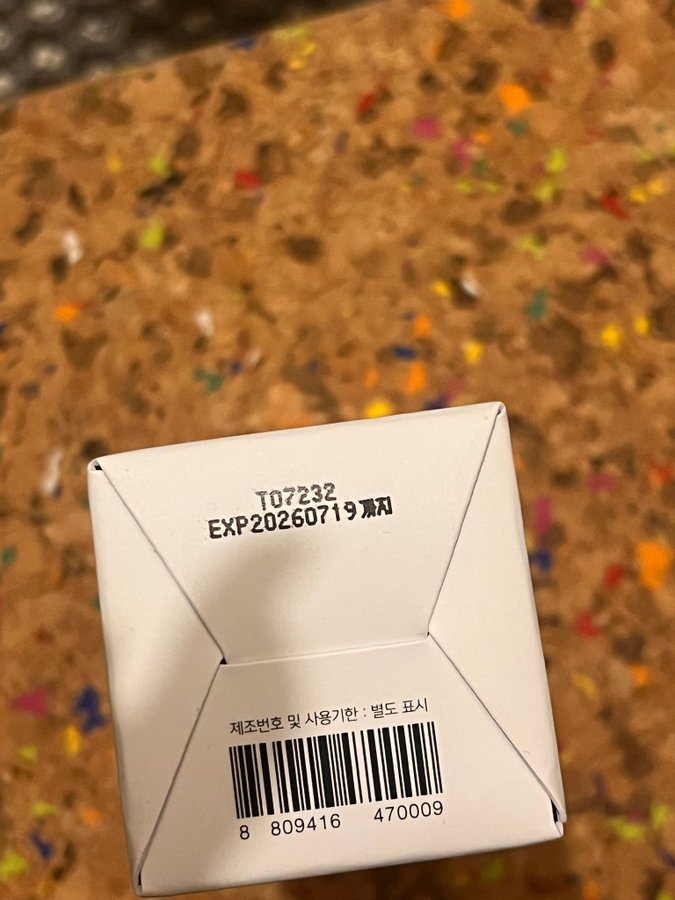 T07232
EXP20260719까지
제조번호 및 사용기한 : 별도 표시
8 809416 470009